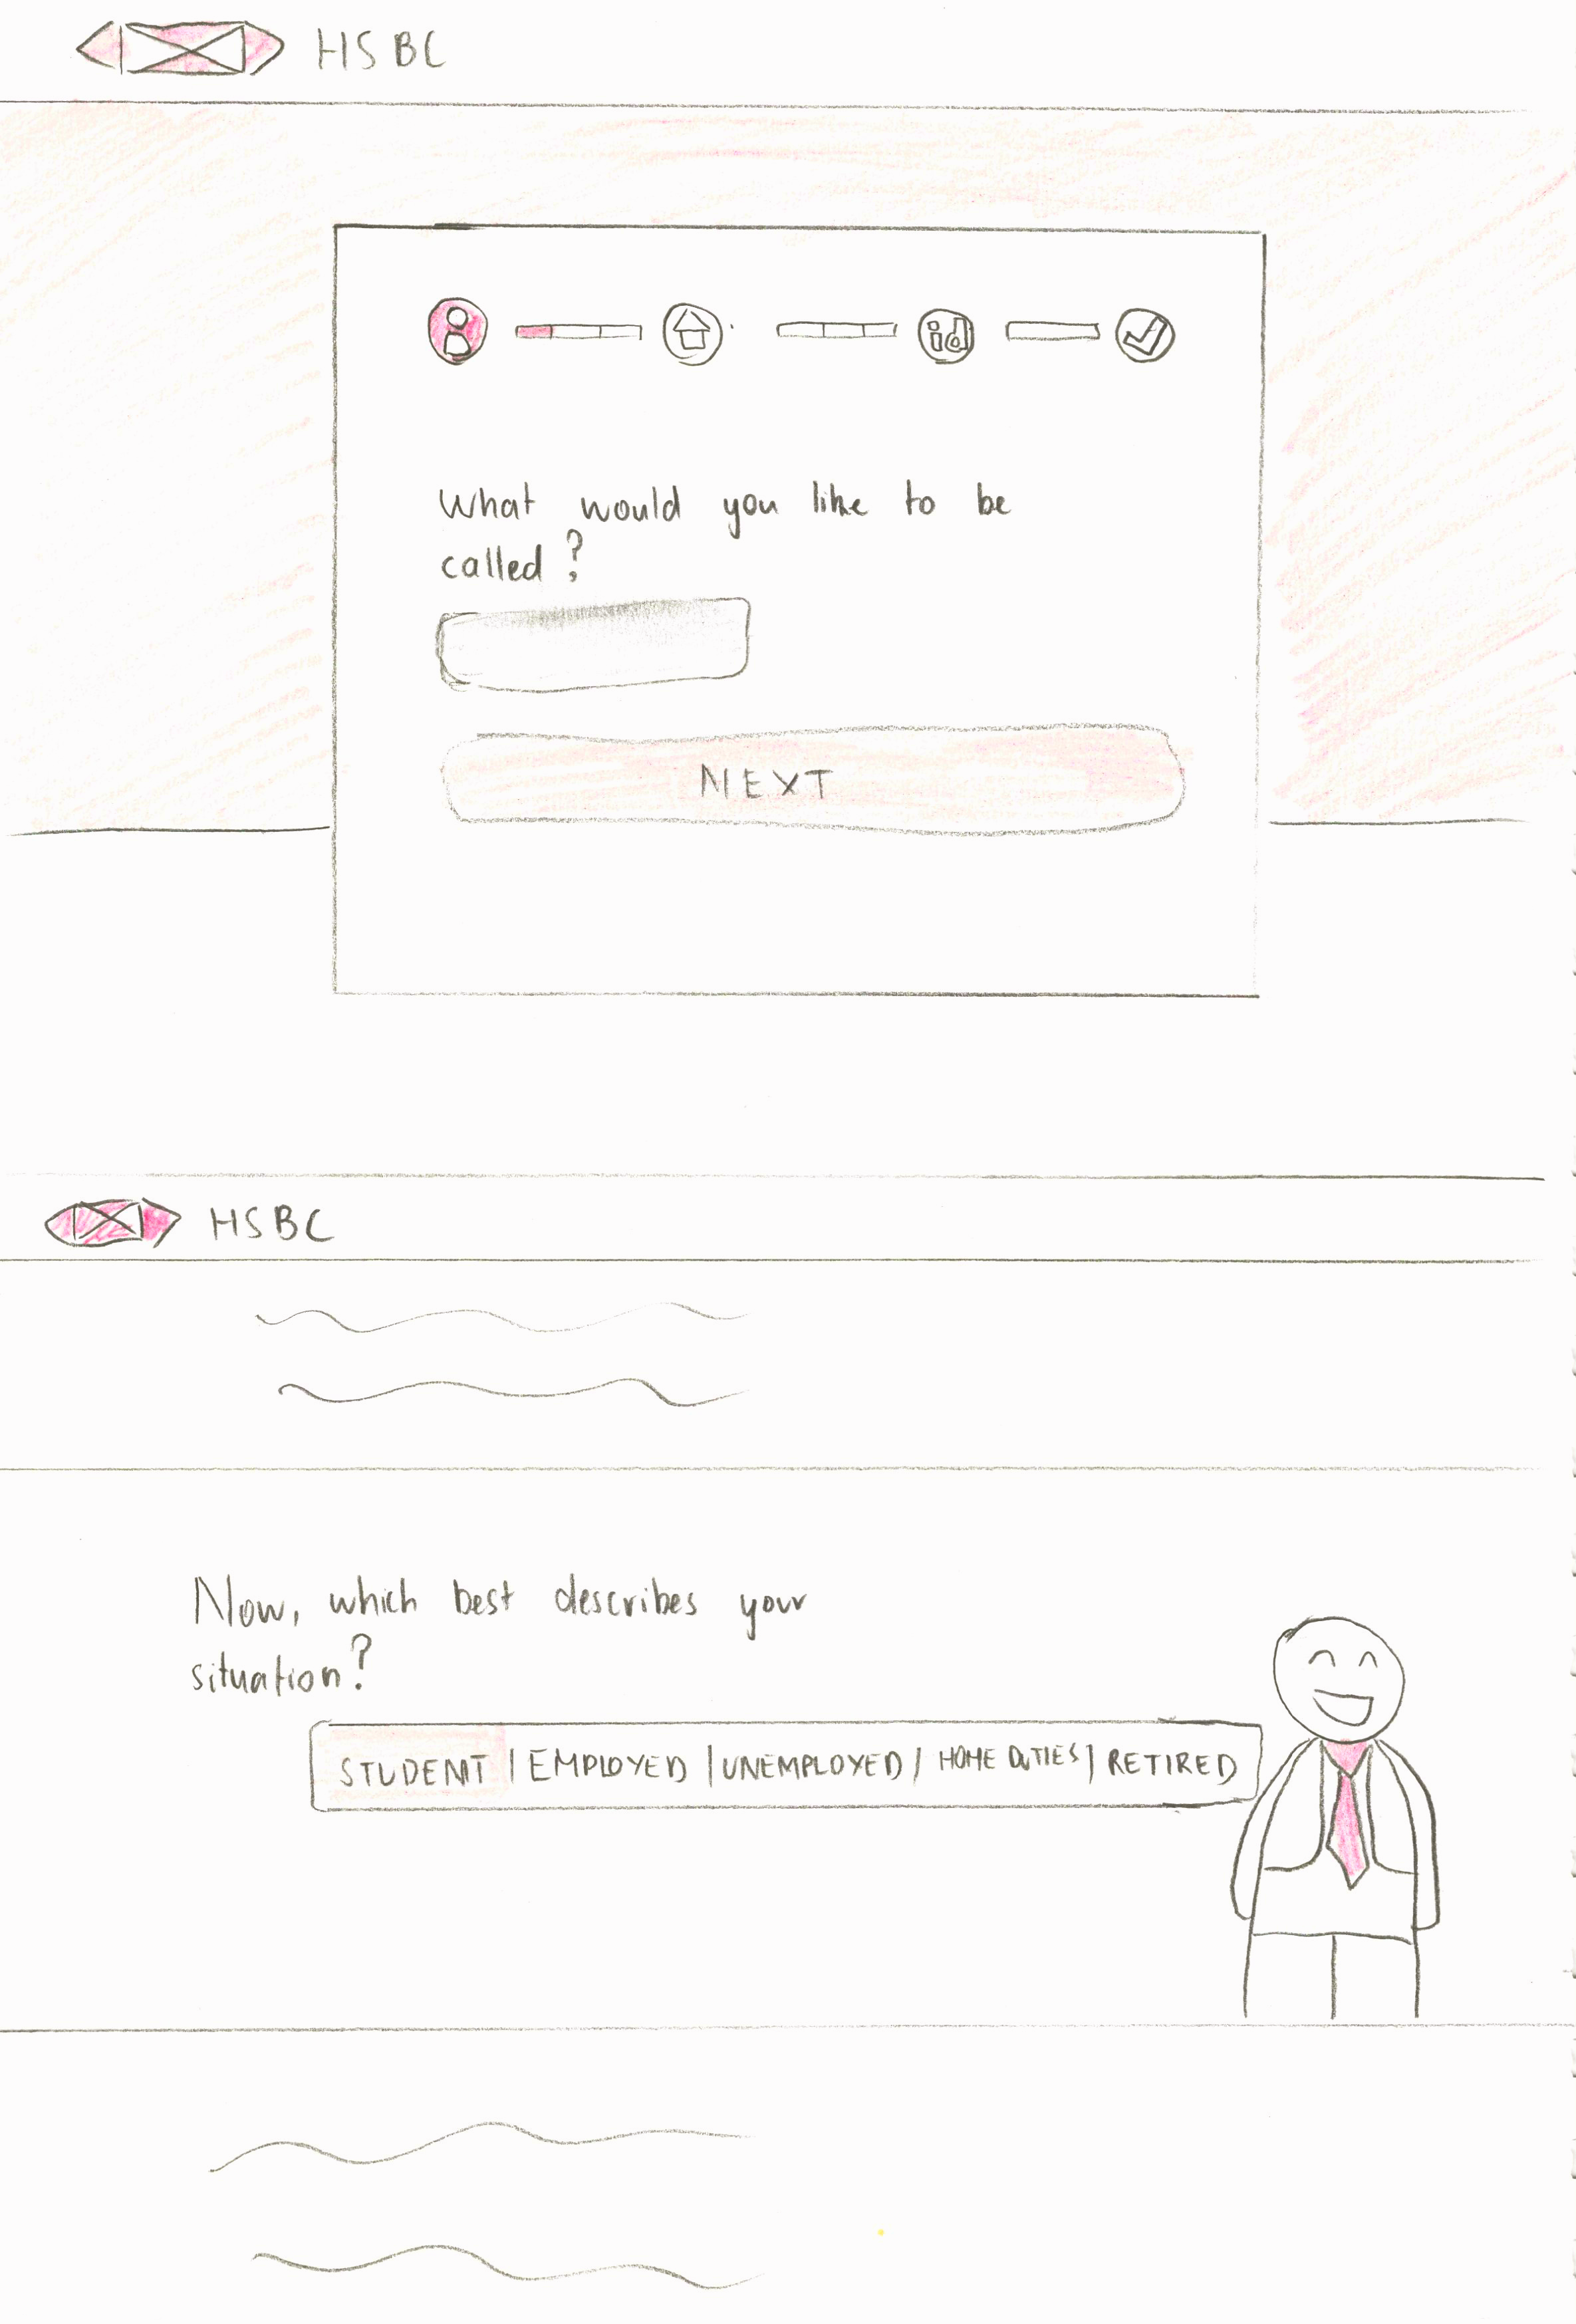 HSBC
id
What would you like to be
called?
NEXT
HSBC
Now, which best describes your
situation?
STUDENT | EMPLOYED | UNEMPLOYED | HOME DUTIES | RETIRED